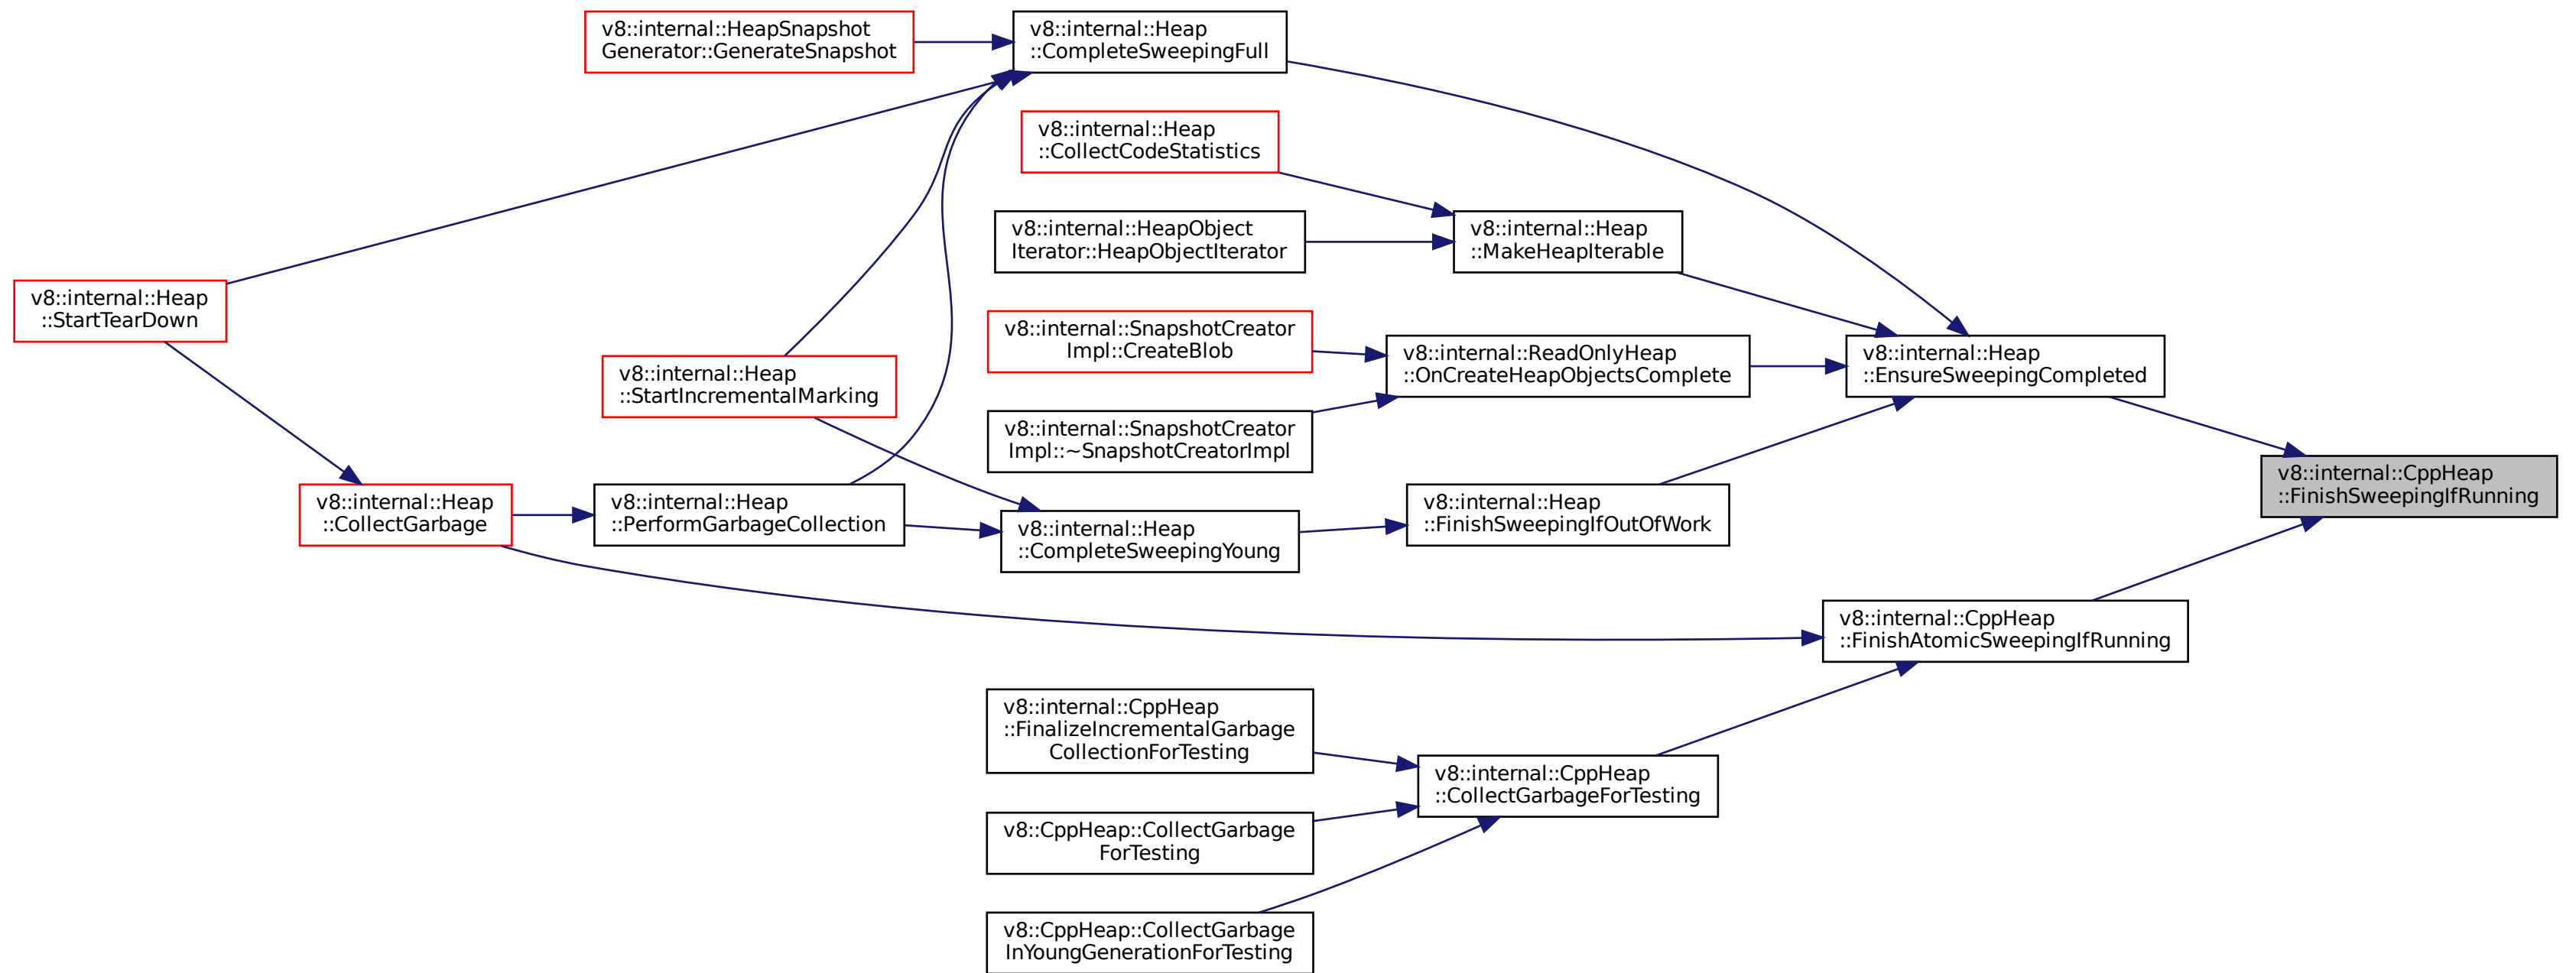 v8::internal::HeapSnapshot
Generator::GenerateSnapshot
v8::internal::Heap
::CompleteSweepingFull
v8::internal::Heap
::CollectCodeStatistics
v8::internal::HeapObject
Iterator::HeapObjectIterator
v8::internal::Heap
::MakeHeapIterable
v8::internal::Heap
::StartTearDown
v8::internal::SnapshotCreator
Impl::CreateBlob
v8::internal::ReadOnlyHeap
::OnCreateHeapObjectsComplete
v8::internal::Heap
::EnsureSweepingCompleted
v8::internal::Heap
::StartIncrementalMarking
v8::internal::SnapshotCreator
Impl::~SnapshotCreatorImpl
v8::internal::CppHeap
::FinishSweepingIfRunning
v8::internal::Heap
::CollectGarbage
v8::internal::Heap
::PerformGarbageCollection
v8::internal::Heap
::CompleteSweepingYoung
v8::internal::Heap
::FinishSweepingIfOutOfWork
v8::internal::CppHeap
::FinishAtomicSweepingIfRunning
v8::internal::CppHeap
::FinalizeIncrementalGarbage
CollectionForTesting
v8::internal::CppHeap
::CollectGarbageForTesting
v8::CppHeap::CollectGarbage
ForTesting
v8::CppHeap::CollectGarbage
InYoungGenerationForTesting